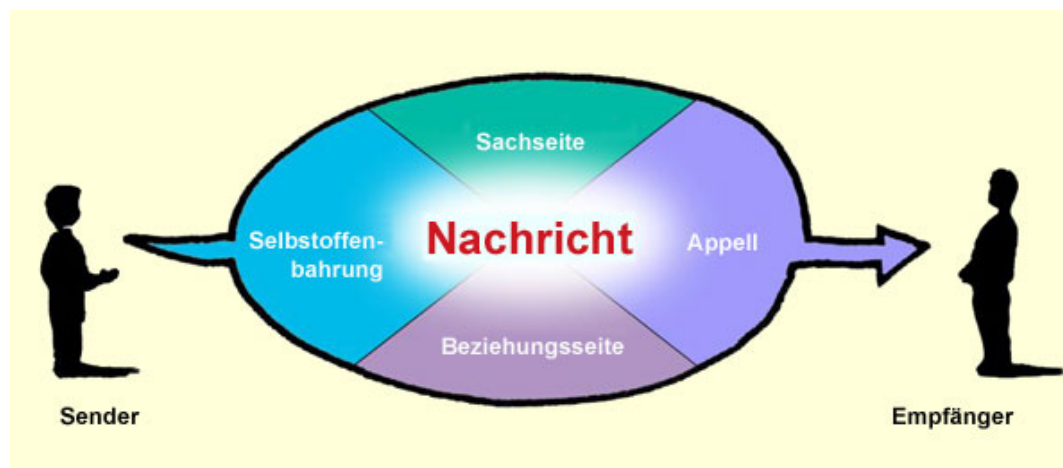 Sachseite
Selbstoffen-
bahrung
Nachricht
Appell
Beziehungsseite
Sender
Empfänger